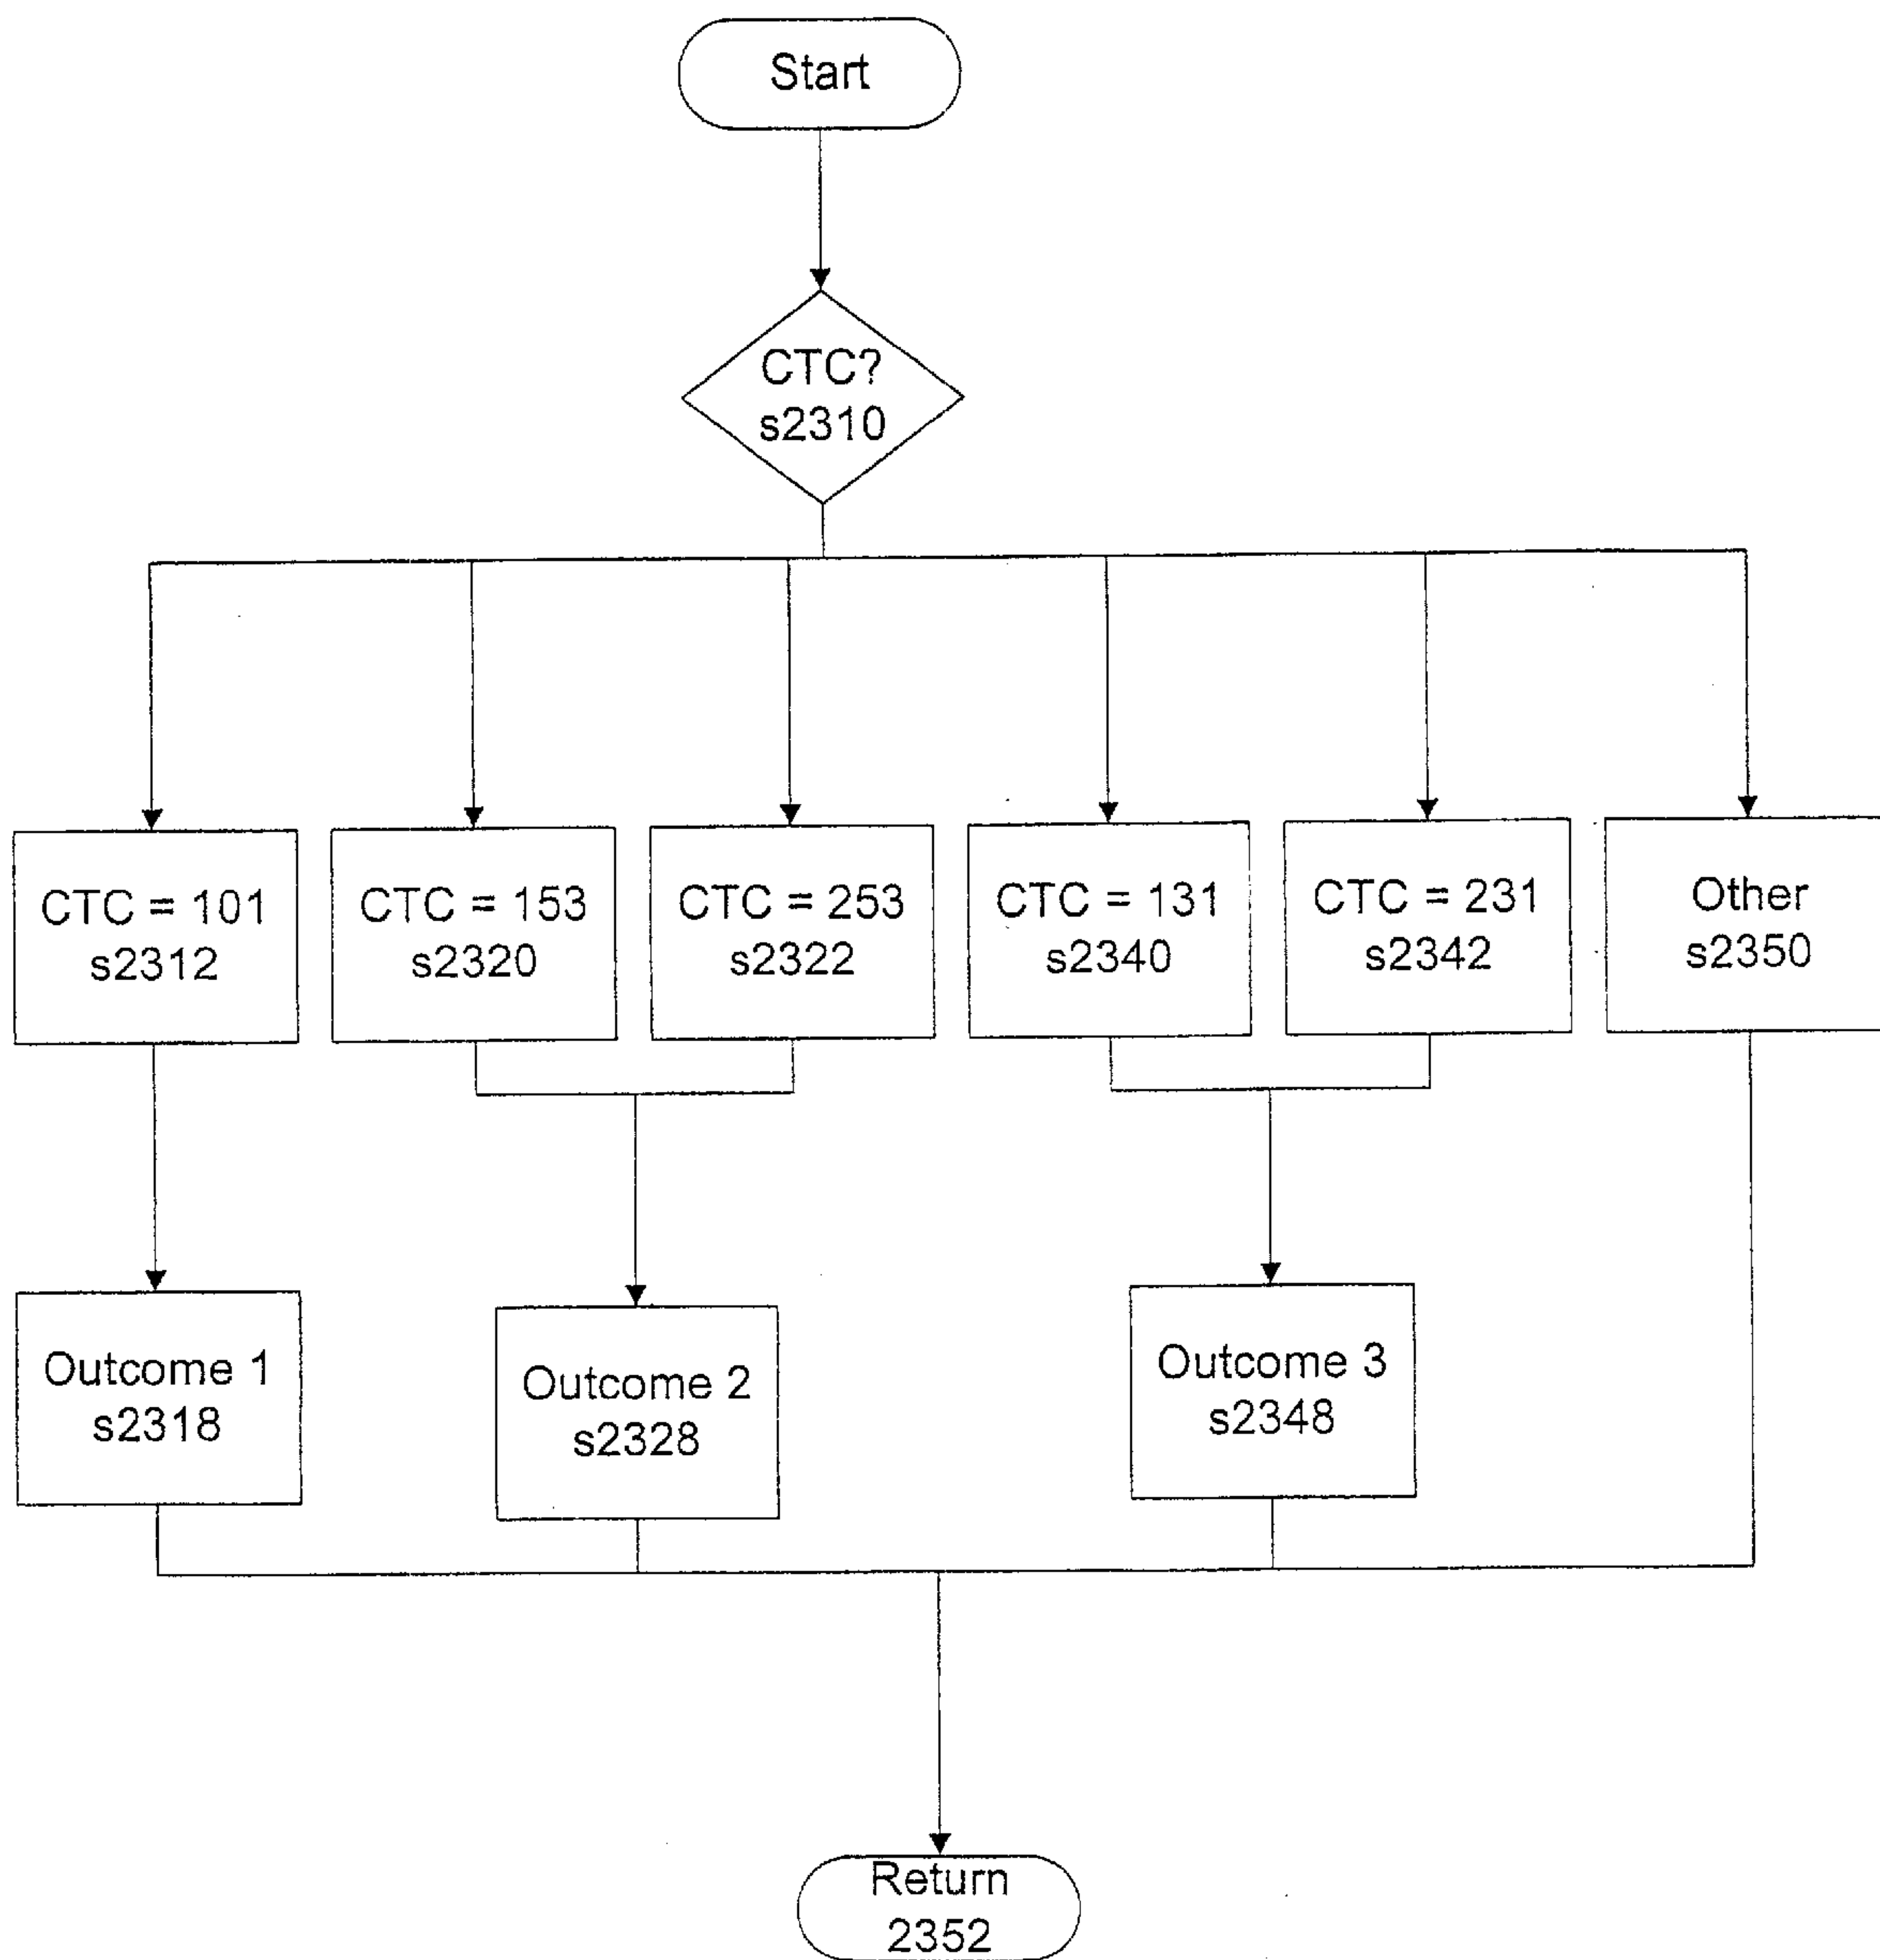 Start
CTC?
s2310
CTC = 101
s2312
CTC = 153
s2320
CTC = 253
s2322
CTC = 131
s2340
CTC = 231
s2342
Other
s2350
Outcome 1
s2318
Outcome 2
s2328
Outcome 3
s2348
Return
2352